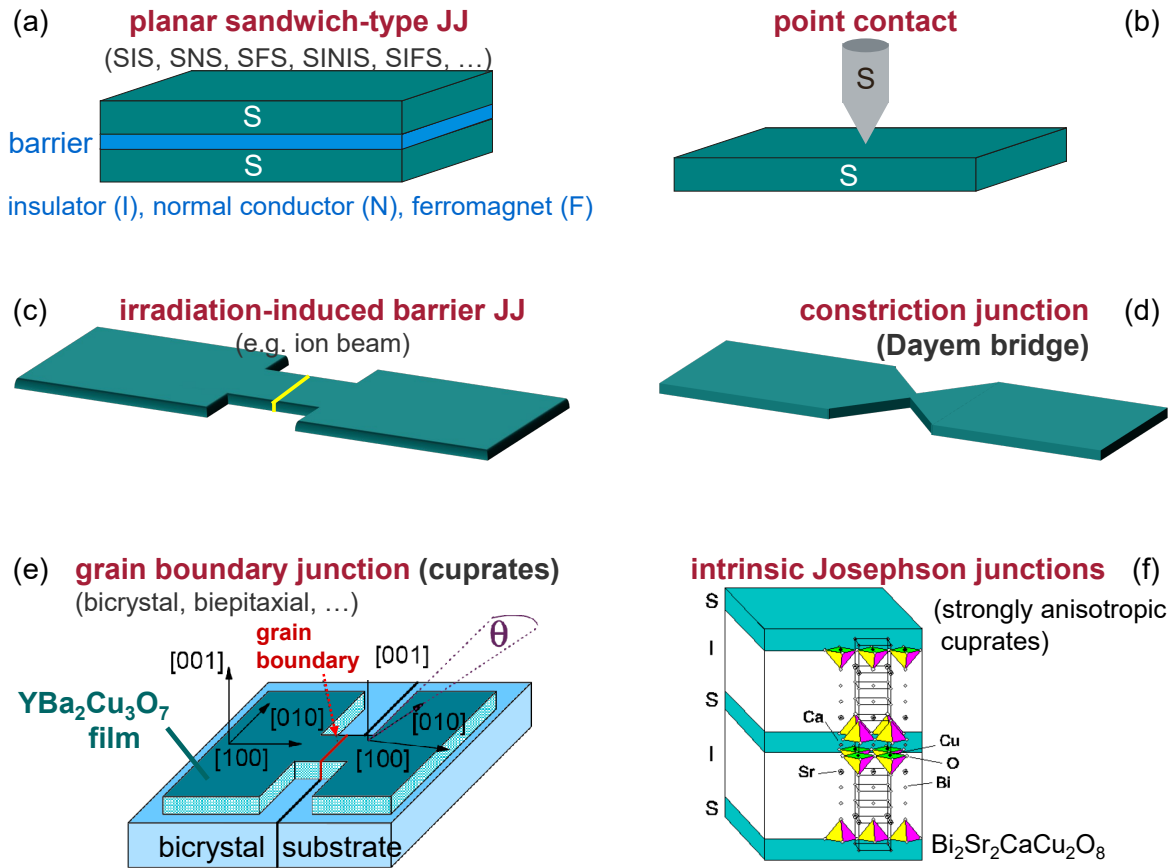 (a)
planar sandwich-type JJ
(SIS, SNS, SFS, SINIS, SIFS, …)
S
barrier
S
insulator (I), normal conductor (N), ferromagnet (F)
point contact
(b)
S
S
(c)
irradiation-induced barrier JJ
(e.g. ion beam)
constriction junction
(d)
(Dayem bridge)
(e)
grain boundary junction (cuprates)
(bicrystal, biepitaxial, …)
grain
boundary
θ
[001]
[001]
YBa₂Cu₃O₇
film
[010]
[100]
[010]
[100]
bicrystal
substrate
intrinsic Josephson junctions
(f)
(strongly anisotropic
cuprates)
S
I
S
I
S
Ca
Cu
O
Sr
Bi
Bi₂Sr₂CaCu₂O₈